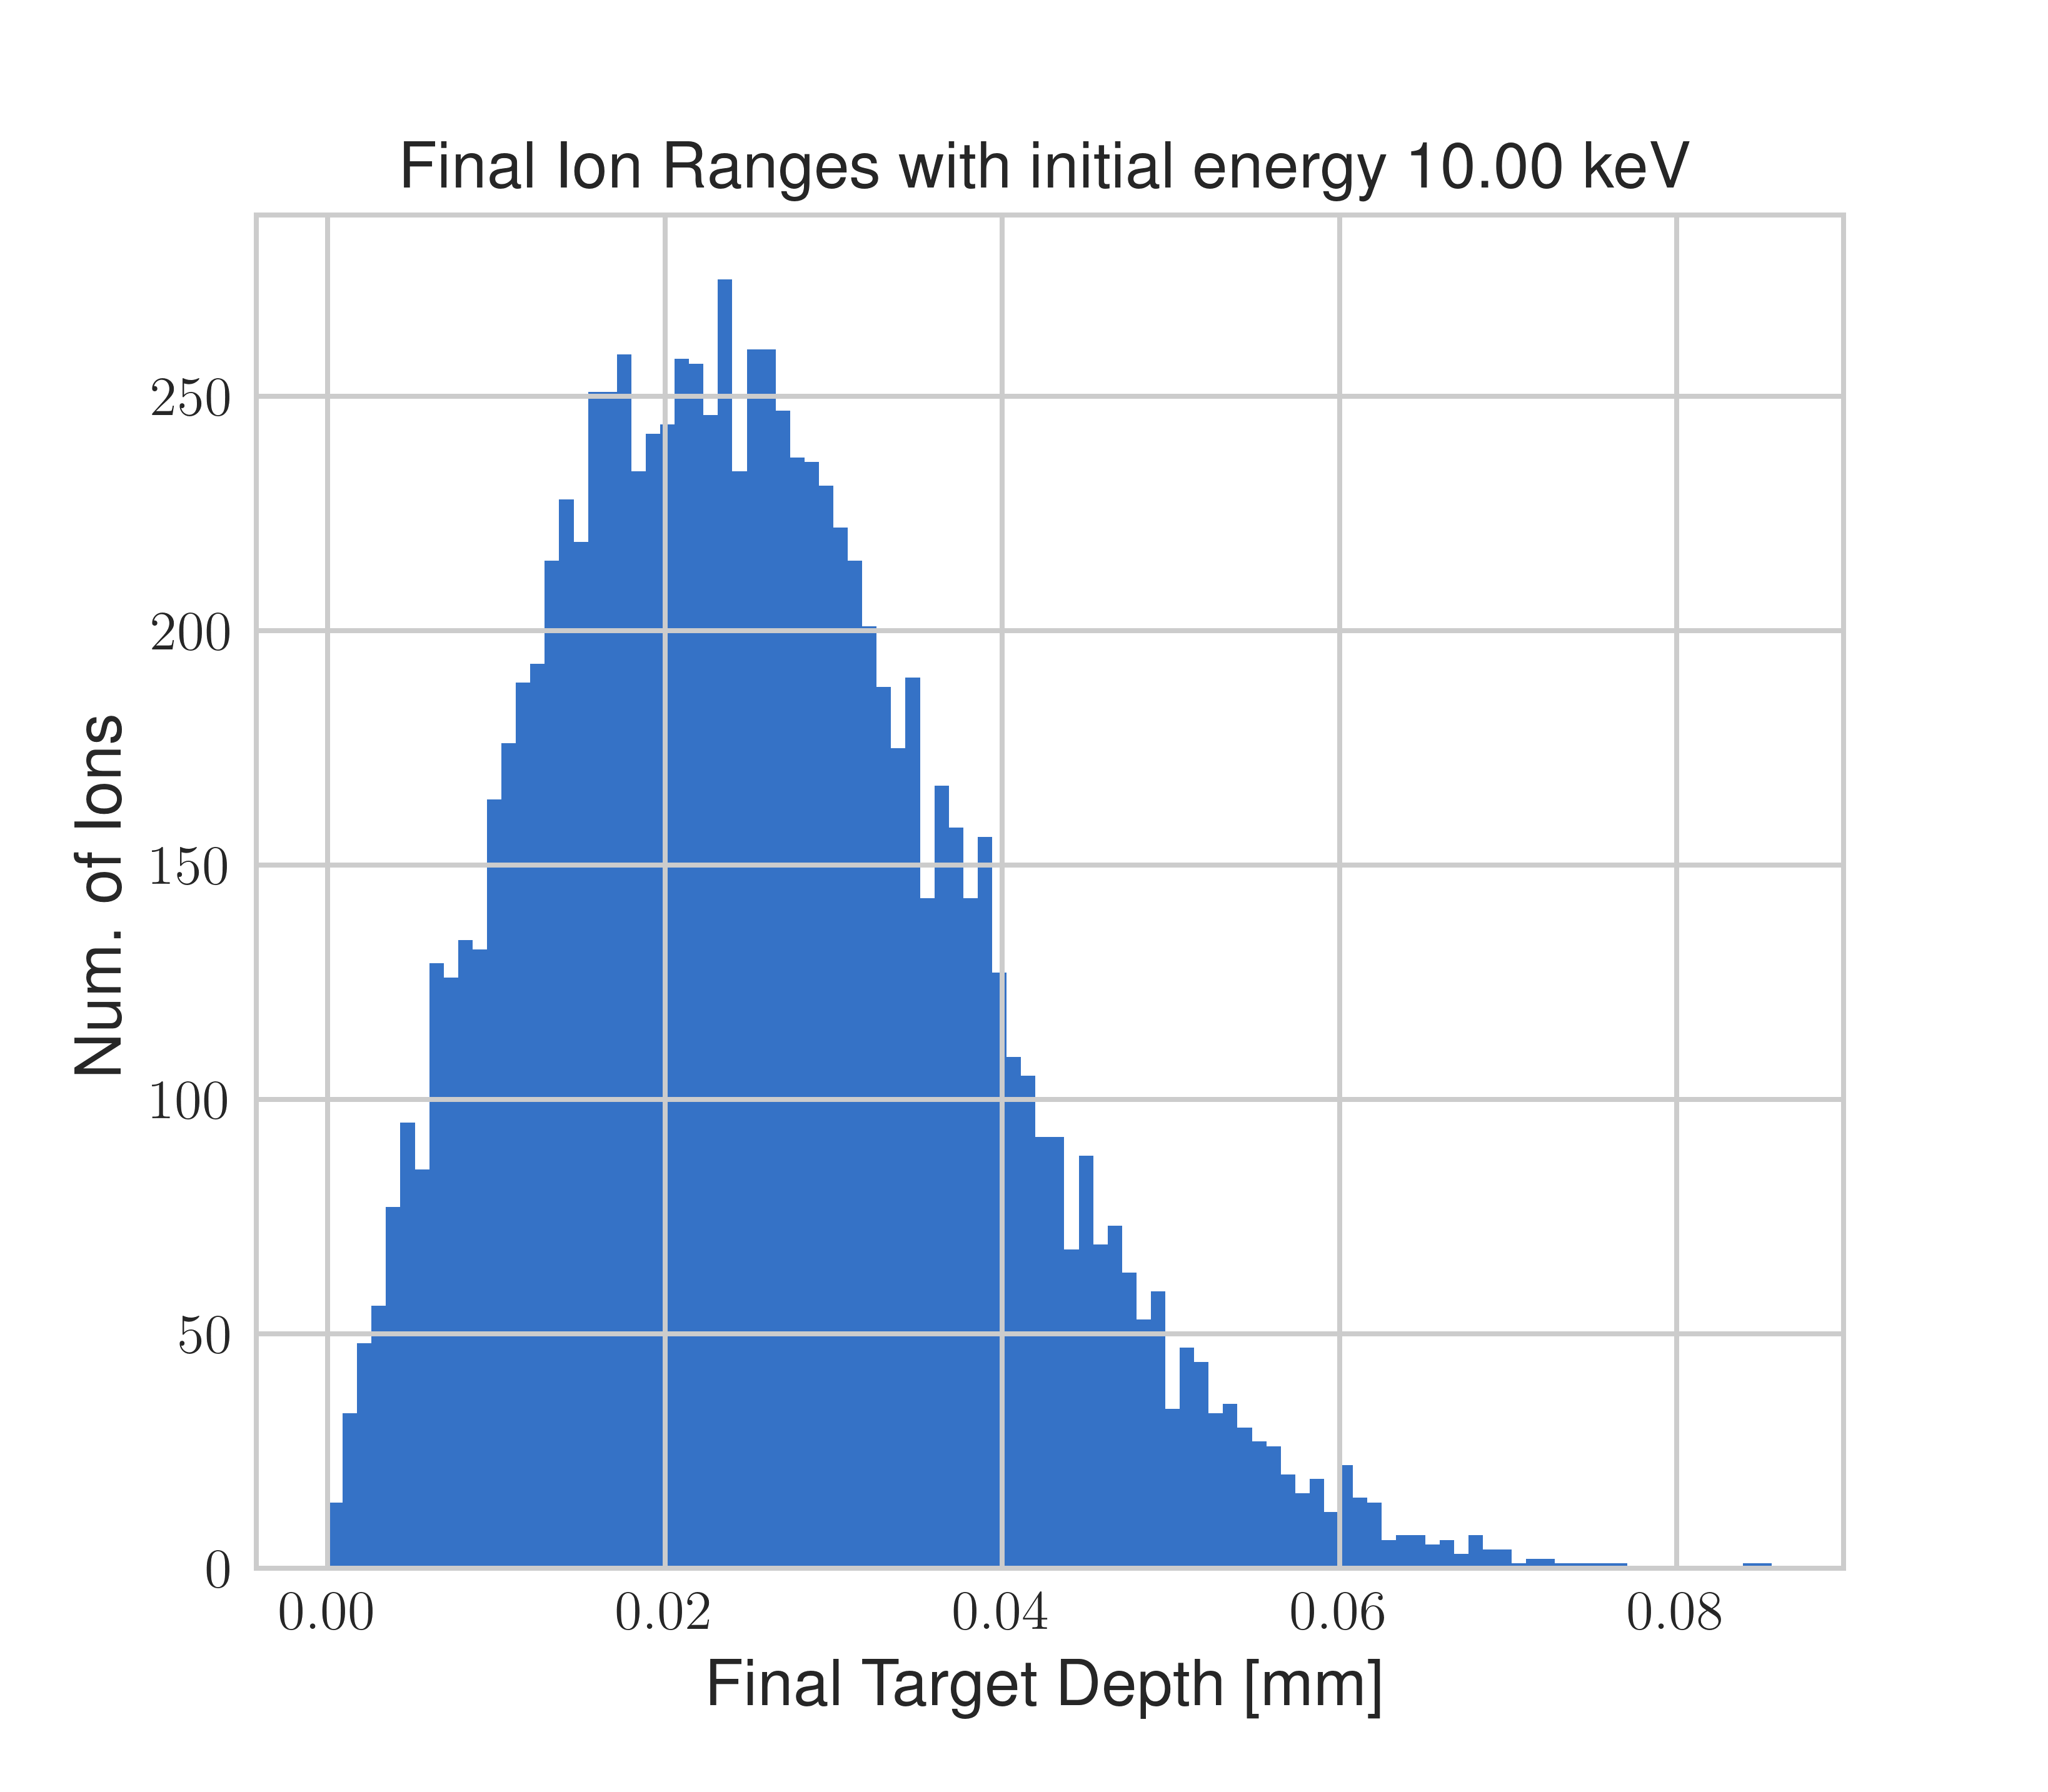 Final Ion Ranges with initial energy 10.00 keV
Num. of Ions
250
200
150
100
50
0
0.00 0.02 0.04 0.06 0.08
Final Target Depth [mm]